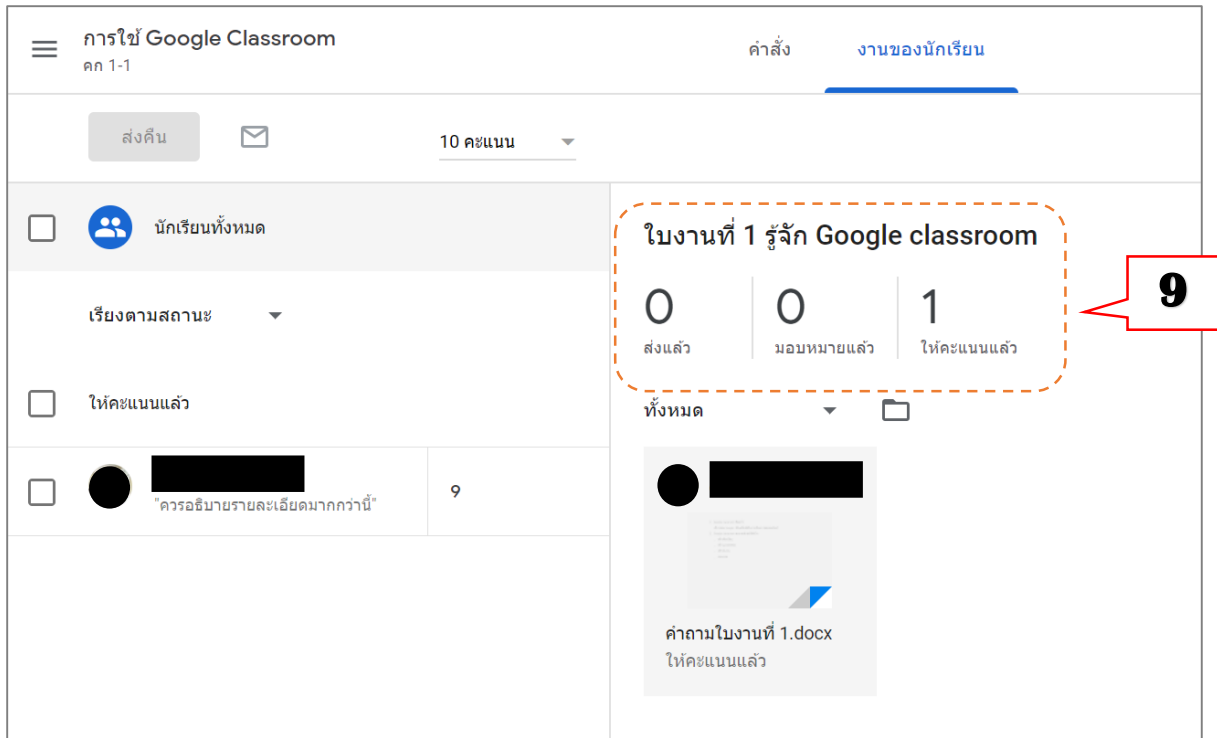 การใช้ Google Classroom
คก 1-1
คำสั่ง
งานของนักเรียน
ส่งคืน
10 คะแนน
นักเรียนทั้งหมด
เรียงตามสถานะ
ให้คะแนนแล้ว
"ควรอธิบายรายละเอียดมากกว่านี้"
9
ใบงานที่ 1 รู้จัก Google classroom
0 0 1
ส่งแล้ว มอบหมายแล้ว ให้คะแนนแล้ว
9
ทั้งหมด
คำถามใบงานที่ 1.docx
ให้คะแนนแล้ว